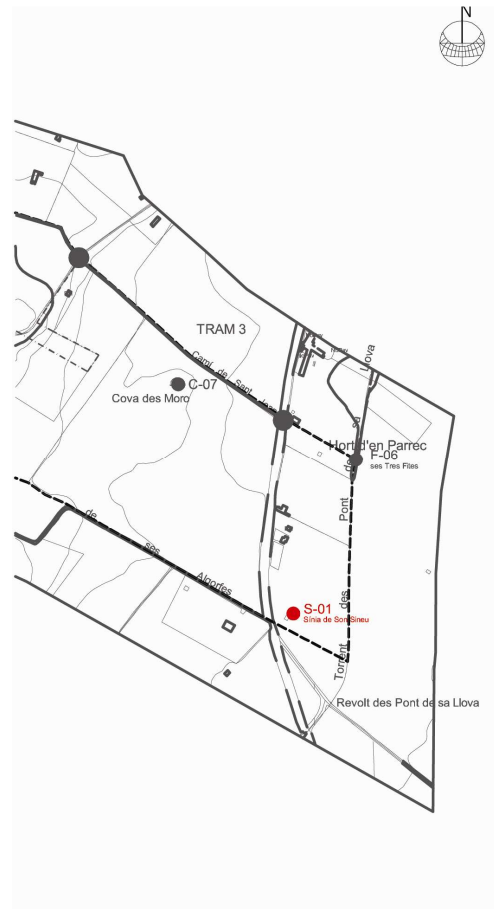 N
TRAM 3
Camí de Sant
C-07
Cova des Moro
Llova
sa
de
Hort d'en Parrec
F-06
ses Tres Fites
Pont
des
Torrent
de ses Algorfes
S-01
Sínia de Son Sineu
Revolt des Pont de sa Llova